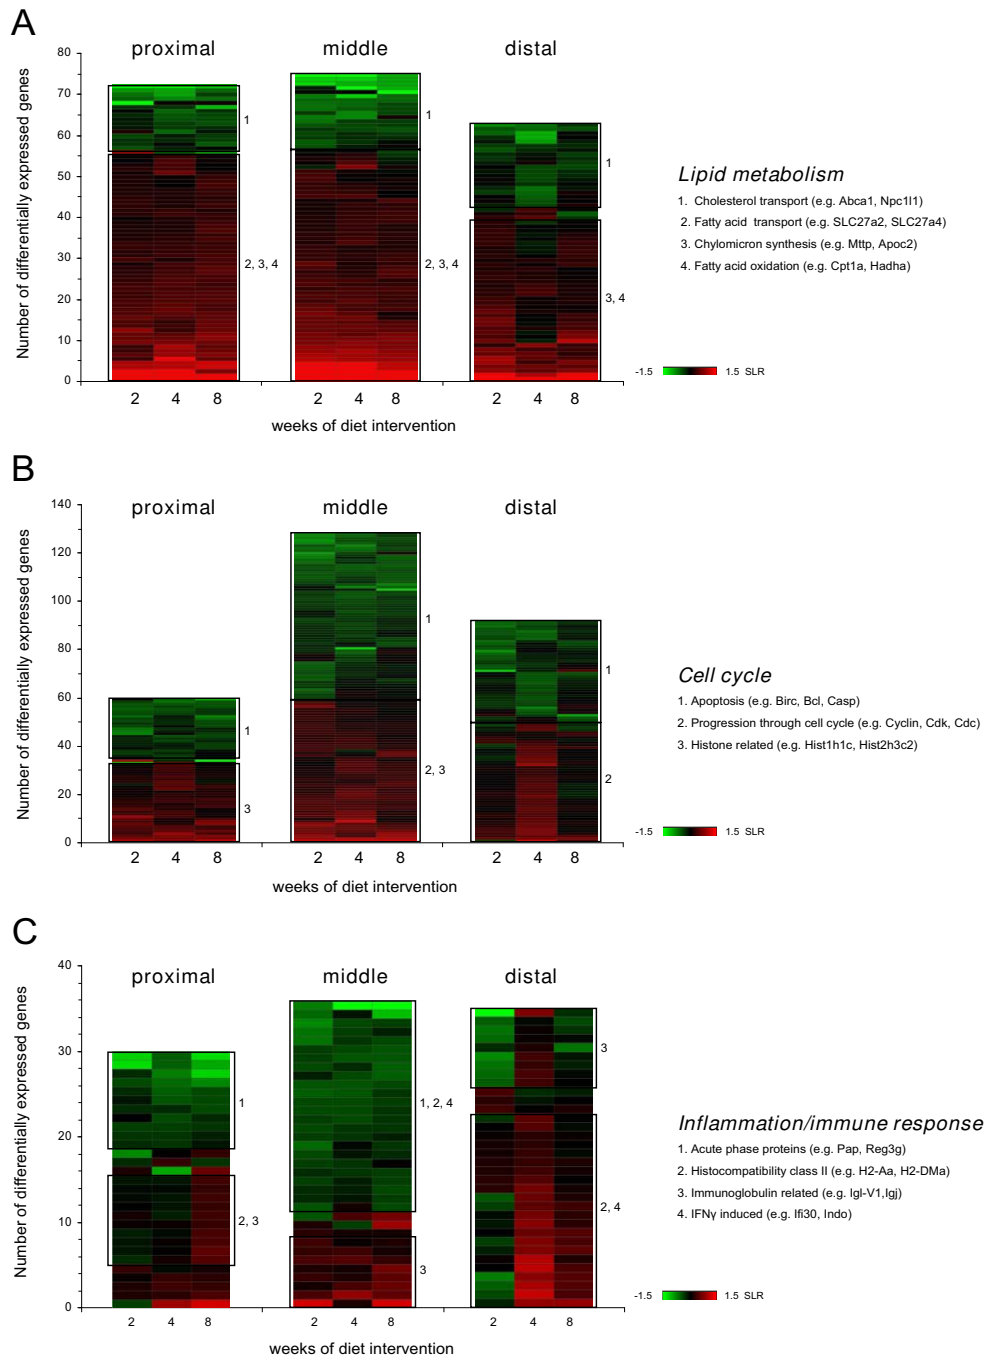 A
proximal
middle
distal
Number of differentially expressed genes
80
70
60
50
40
30
20
10
0
1
2, 3, 4
1
2, 3, 4
1
3, 4
2 4 8
2 4 8
2 4 8
weeks of diet intervention
Lipid metabolism
1. Cholesterol transport (e.g. Abca1, Npc1l1)
2. Fatty acid transport (e.g. SLC27a2, SLC27a4)
3. Chylomicron synthesis (e.g. Mttp, Apoc2)
4. Fatty acid oxidation (e.g. Cpt1a, Hadha)
-1.5 1.5 SLR
B
proximal
middle
distal
Number of differentially expressed genes
140
120
100
80
60
40
20
0
1
3
1
2, 3
1
2
2 4 8
2 4 8
2 4 8
weeks of diet intervention
Cell cycle
1. Apoptosis (e.g. Birc, Bcl, Casp)
2. Progression through cell cycle (e.g. Cyclin, Cdk, Cdc)
3. Histone related (e.g. Hist1h1c, Hist2h3c2)
-1.5 1.5 SLR
C
proximal
middle
distal
Number of differentially expressed genes
40
30
20
10
0
1
2, 3
1, 2, 4
3
3
2, 4
2 4 8
2 4 8
2 4 8
weeks of diet intervention
Inflammation/immune response
1. Acute phase proteins (e.g. Pap, Reg3g)
2. Histocompatibility class II (e.g. H2-Aa, H2-DMa)
3. Immunoglobulin related (e.g. Igl-V1,Igj)
4. IFNγ induced (e.g. Ifi30, Indo)
-1.5 1.5 SLR